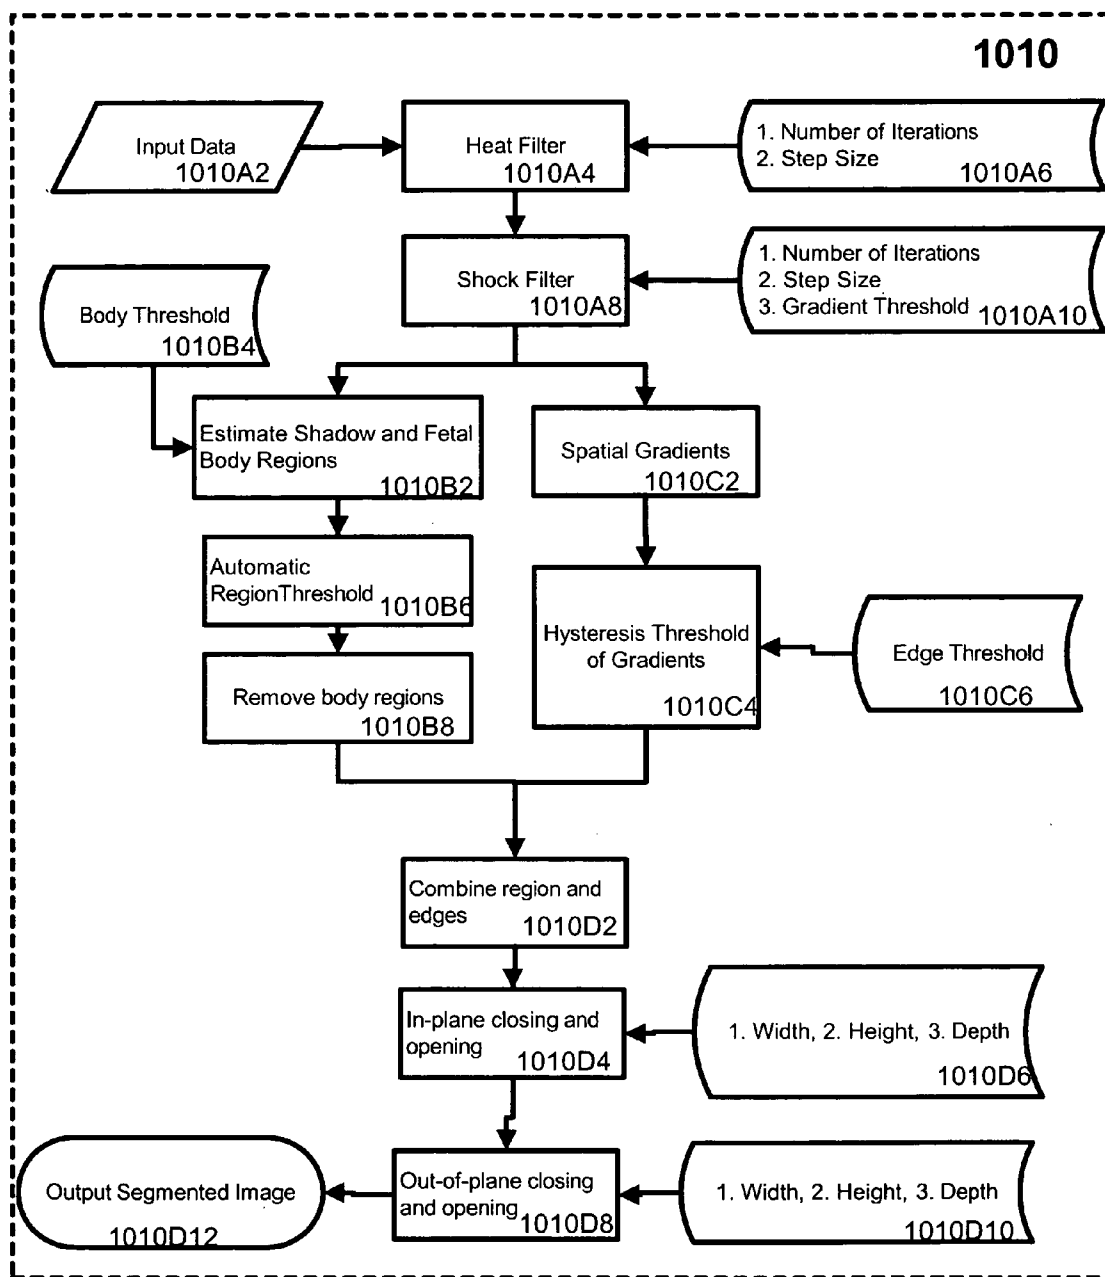 1010
Input Data
1010A2
Heat Filter
1010A4
1. Number of Iterations
2. Step Size
1010A6
Shock Filter
1010A8
1. Number of Iterations
2. Step Size
3. Gradient Threshold
1010A10
Body Threshold
1010B4
Estimate Shadow and Fetal
Body Regions
1010B2
Spatial Gradients
1010C2
Automatic
RegionThreshold
1010B6
Hysteresis Threshold
of Gradients
1010C4
Edge Threshold
1010C6
Remove body regions
1010B8
Combine region and
edges
1010D2
In-plane closing and
opening
1010D4
1. Width, 2. Height, 3. Depth
1010D6
Out-of-plane closing
and opening
1010D8
1. Width, 2. Height, 3. Depth
1010D10
Output Segmented Image
1010D12